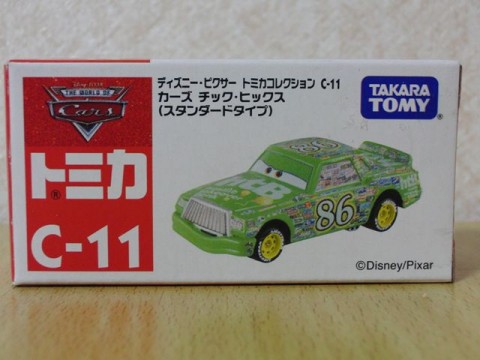 THE WORLD OF
Cars
トミカ
®
C-11
ディズニー・ピクサー トミカコレクション C-11
カーズ チック・ヒックス
(スタンダードタイプ)
TAKARA
TOMY
86
©Disney/Pixar